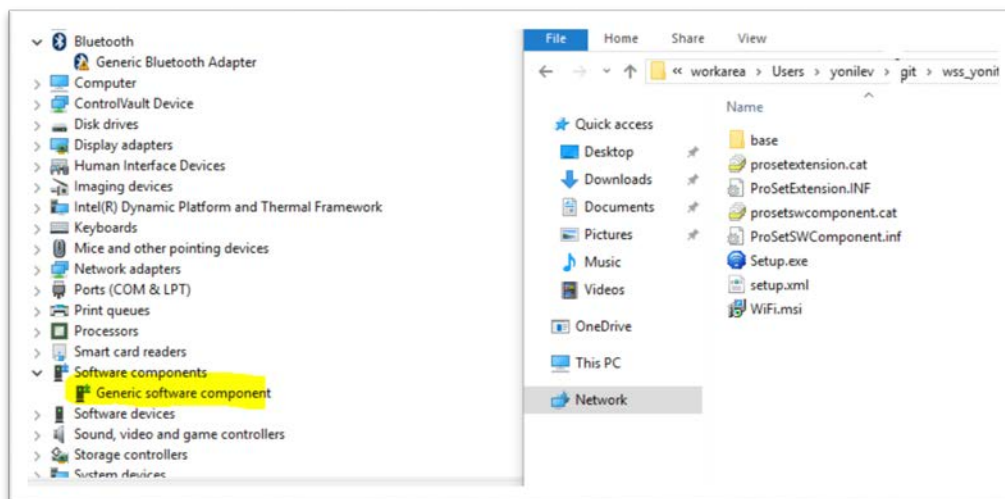 Bluetooth
Generic Bluetooth Adapter
Computer
ControlVault Device
Disk drives
Display adapters
Human Interface Devices
Imaging devices
Intel(R) Dynamic Platform and Thermal Framework
Keyboards
Mice and other pointing devices
Network adapters
Ports (COM & LPT)
Print queues
Processors
Smart card readers
Software components
Generic software component
Software devices
Sound, video and game controllers
Storage controllers
System devices
File Home Share View
« workarea > Users > yonilev > git > wss_yonit
Quick access
Desktop
Downloads
Documents
Pictures
Music
Videos
OneDrive
This PC
Network
Name
base
prosetextension.cat
ProSetExtension.INF
prosetswcomponent.cat
ProSetSWComponent.inf
Setup.exe
setup.xml
WiFi.msi